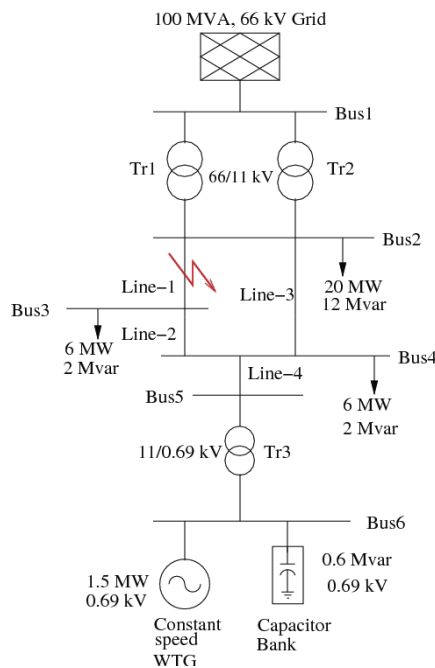 100 MVA, 66 kV Grid
Bus1
Tr1
66/11 kV
Tr2
Bus2
Line-1
Line-3
20 MW
12 Mvar
Bus3
Line-2
6 MW
2 Mvar
Bus4
Line-4
6 MW
2 Mvar
Bus5
11/0.69 kV
Tr3
Bus6
1.5 MW
0.69 kV
0.6 Mvar
0.69 kV
Constant
speed
WTG
Capacitor
Bank